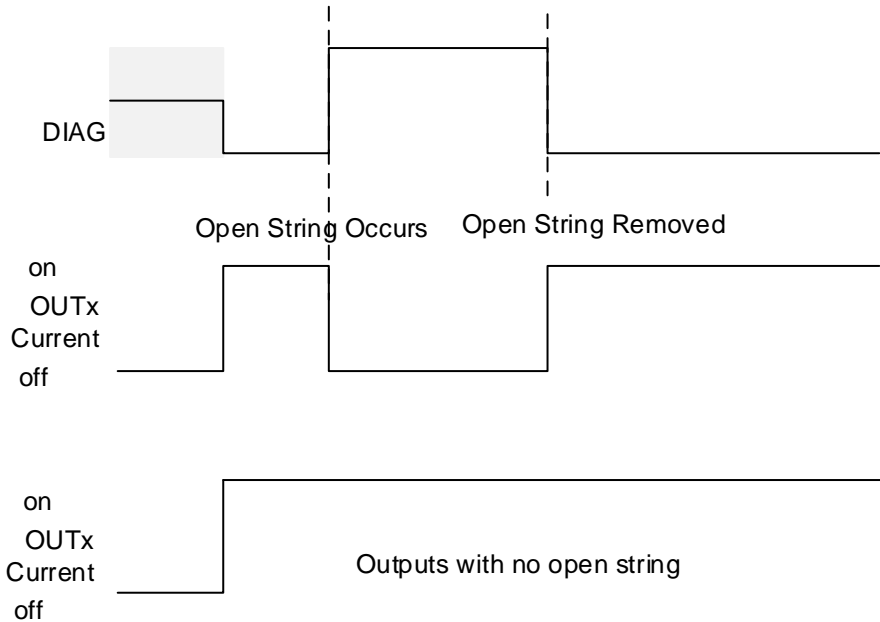 DIAG
Open String Occurs
Open String Removed
on
OUTx
Current
off
on
OUTx
Current
off
Outputs with no open string